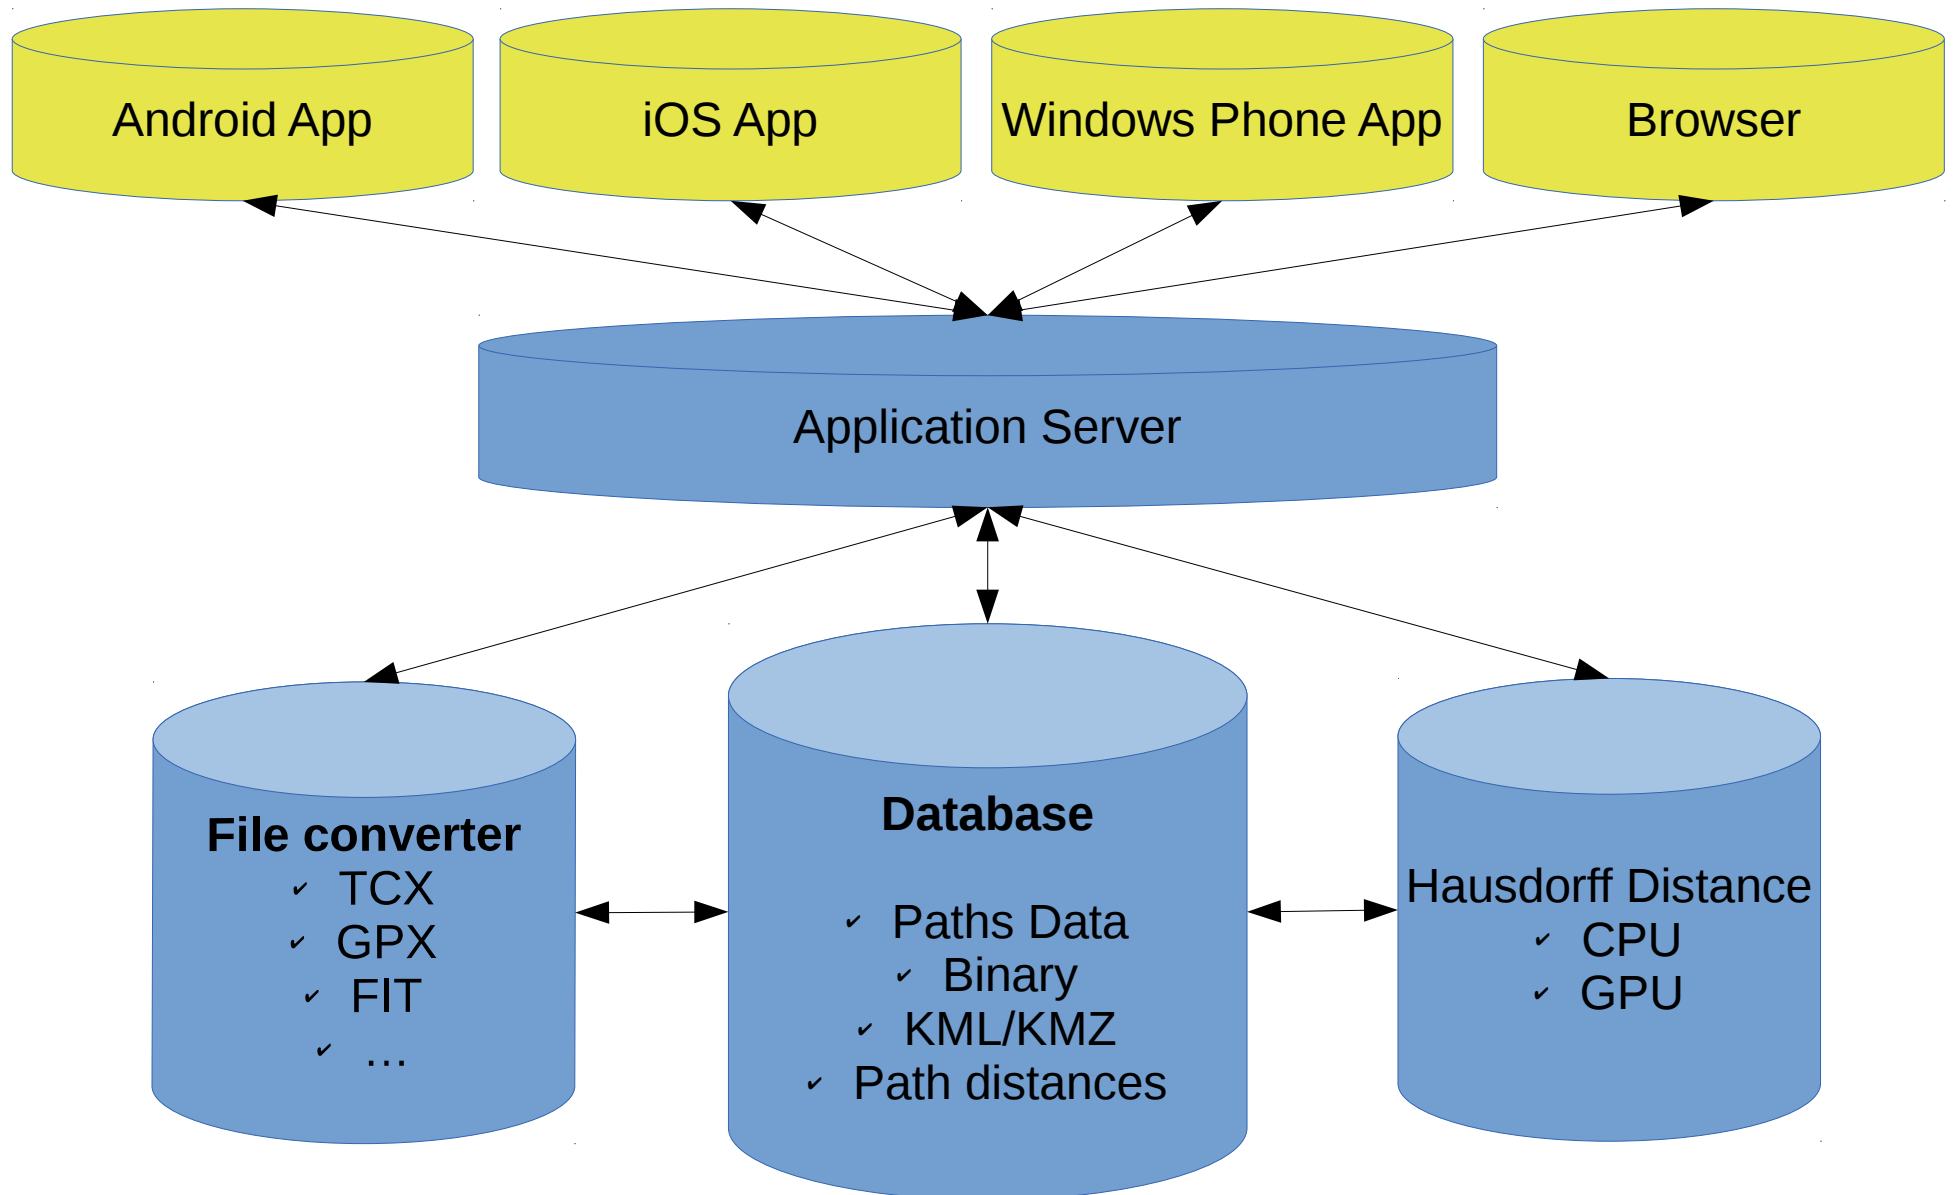 Android App
iOS App
Windows Phone App
Browser
Application Server
File converter
✔ TCX
✔ GPX
✔ FIT
✔ …
Database
✔ Paths Data
✔ Binary
✔ KML/KMZ
✔ Path distances
Hausdorff Distance
✔ CPU
✔ GPU